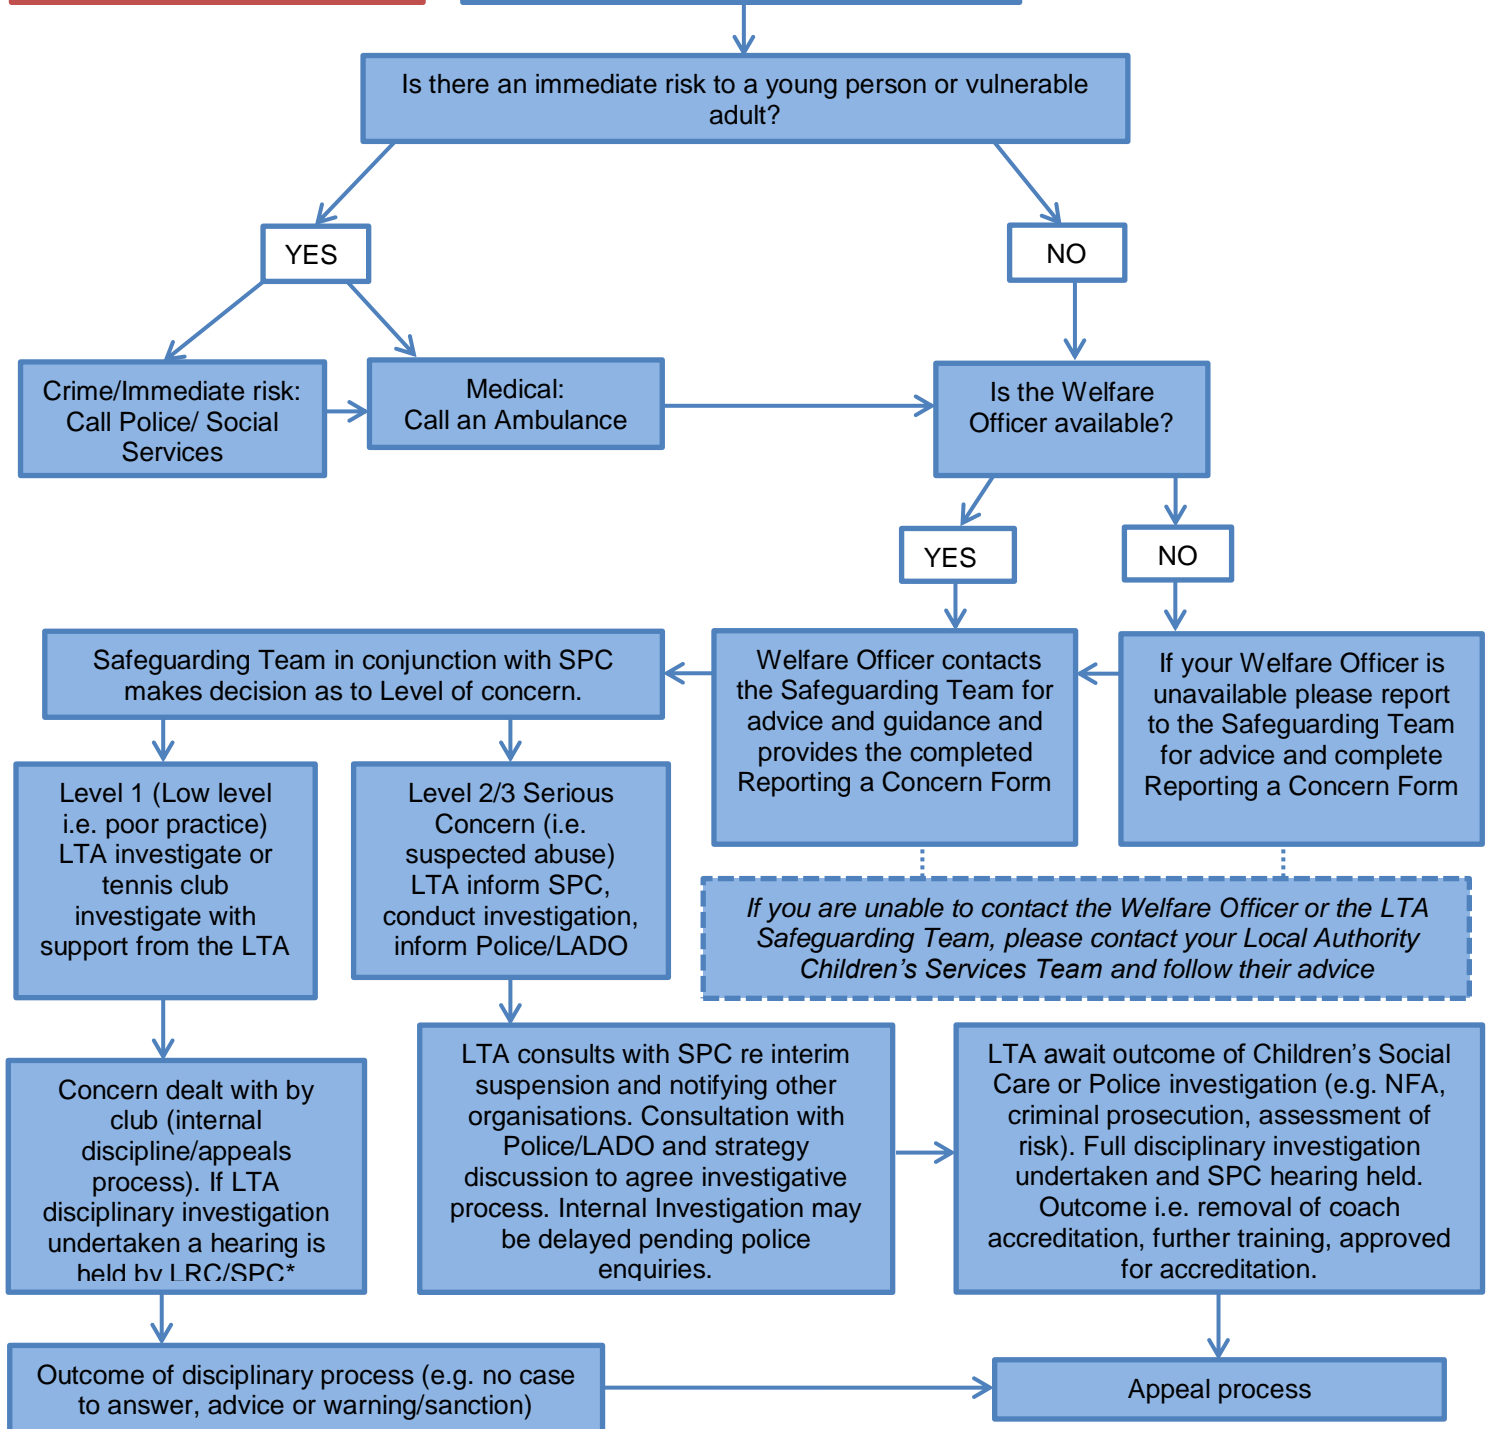 Is there an immediate risk to a young person or vulnerable
adult?
YES
NO
Crime/Immediate risk:
Call Police/ Social
Services
Medical:
Call an Ambulance
Is the Welfare
Officer available?
YES
NO
Safeguarding Team in conjunction with SPC
makes decision as to Level of concern.
Welfare Officer contacts
the Safeguarding Team for
advice and guidance and
provides the completed
Reporting a Concern Form
If your Welfare Officer is
unavailable please report
to the Safeguarding Team
for advice and complete
Reporting a Concern Form
Level 1 (Low level
i.e. poor practice)
LTA investigate or
tennis club
investigate with
support from the LTA
Level 2/3 Serious
Concern (i.e.
suspected abuse)
LTA inform SPC,
conduct investigation,
inform Police/LADO
If you are unable to contact the Welfare Officer or the LTA
Safeguarding Team, please contact your Local Authority
Children's Services Team and follow their advice
Concern dealt with by
club (internal
discipline/appeals
process). If LTA
disciplinary investigation
undertaken a hearing is
held by LRC/SPC*
LTA consults with SPC re interim
suspension and notifying other
organisations. Consultation with
Police/LADO and strategy
discussion to agree investigative
process. Internal Investigation may
be delayed pending police
enquiries.
LTA await outcome of Children's Social
Care or Police investigation (e.g. NFA,
criminal prosecution, assessment of
risk). Full disciplinary investigation
undertaken and SPC hearing held.
Outcome i.e. removal of coach
accreditation, further training, approved
for accreditation.
Outcome of disciplinary process (e.g. no case
to answer, advice or warning/sanction)
Appeal process